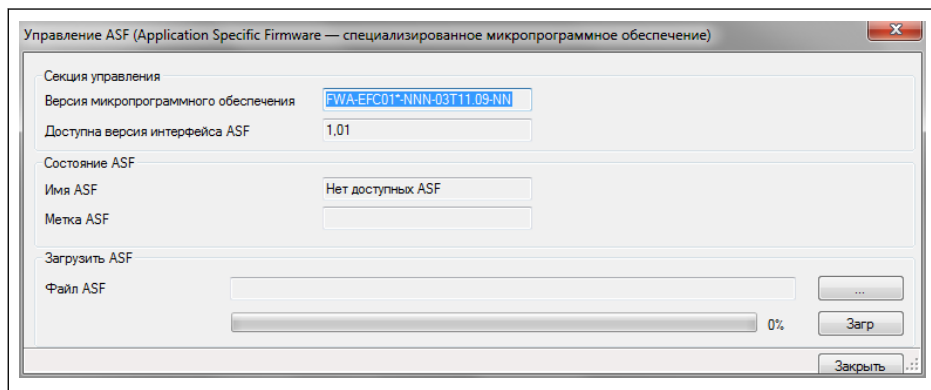 Управление ASF (Application Specific Firmware — специализированное микропрограммное обеспечение)
Секция управления
Версия микропрограммного обеспечения FWA-EFC01*-NNN-03T11.09-NN
Доступна версия интерфейса ASF 1,01
Состояние ASF
Имя ASF Нет доступных ASF
Метка ASF
Загрузить ASF
Файл ASF ...
0% Загр
Закрыть